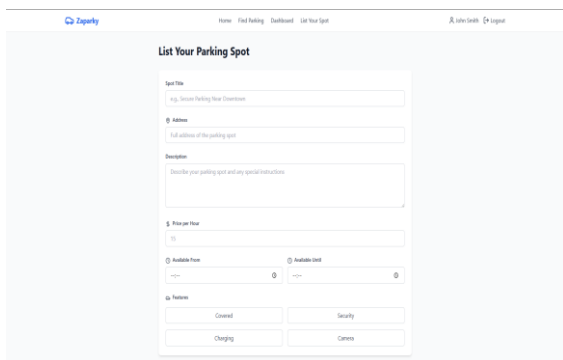 Zaparky
Home Find Parking Dashboard List Your Spot
John Smith Logout
List Your Parking Spot
Spot Title
e.g., Secure Parking Near Downtown
Address
Full address of the parking spot
Description
Describe your parking spot and any special instructions
Price per Hour
10
Available From Available Until
--:-- --:--
Features
Covered Security
Charging Camera